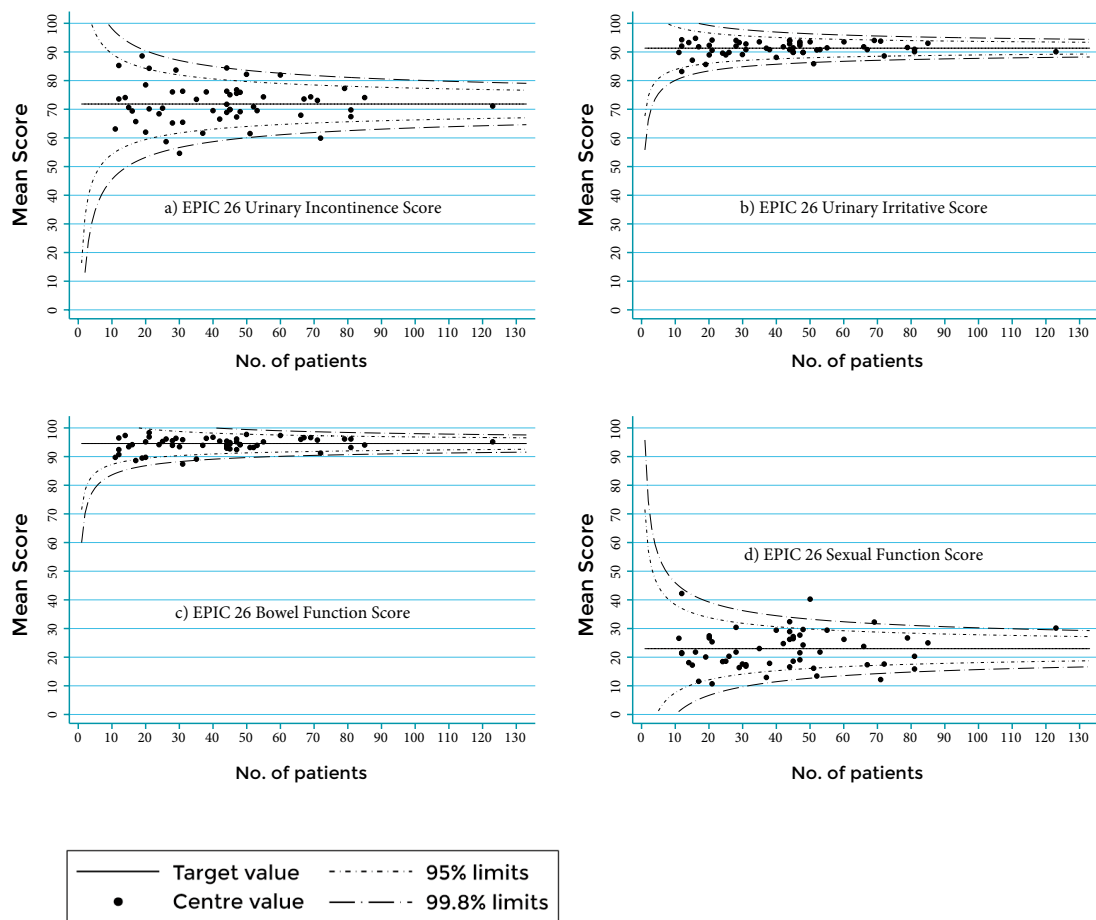 Mean Score
100
90
80
70
60
50
40
30
20
10
0
a) EPIC 26 Urinary Incontinence Score
0 10 20 30 40 50 60 70 80 90 100 110 120 130
No. of patients
Mean Score
100
90
80
70
60
50
40
30
20
10
0
b) EPIC 26 Urinary Irritative Score
0 10 20 30 40 50 60 70 80 90 100 110 120 130
No. of patients
Mean Score
100
90
80
70
60
50
40
30
20
10
0
c) EPIC 26 Bowel Function Score
0 10 20 30 40 50 60 70 80 90 100 110 120 130
No. of patients
Mean Score
100
90
80
70
60
50
40
30
20
10
0
d) EPIC 26 Sexual Function Score
0 10 20 30 40 50 60 70 80 90 100 110 120 130
No. of patients
Target value 95% limits
Centre value 99.8% limits